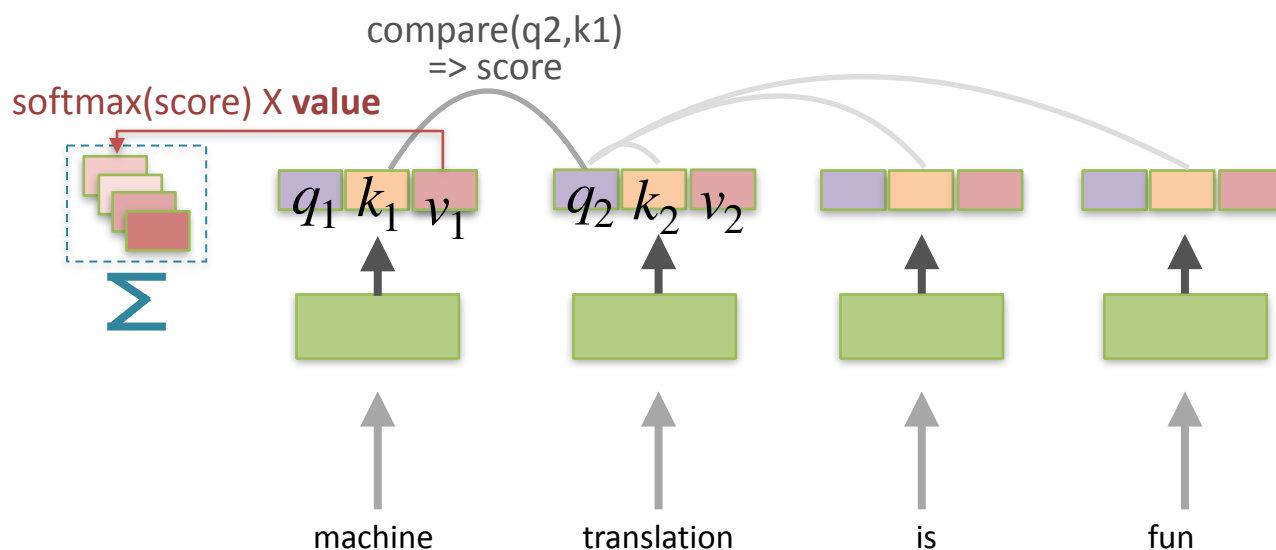 compare(q2,k1)
=> score
softmax(score) X value
q1 k1 v1 q2 k2 v2
Σ
machine translation is fun